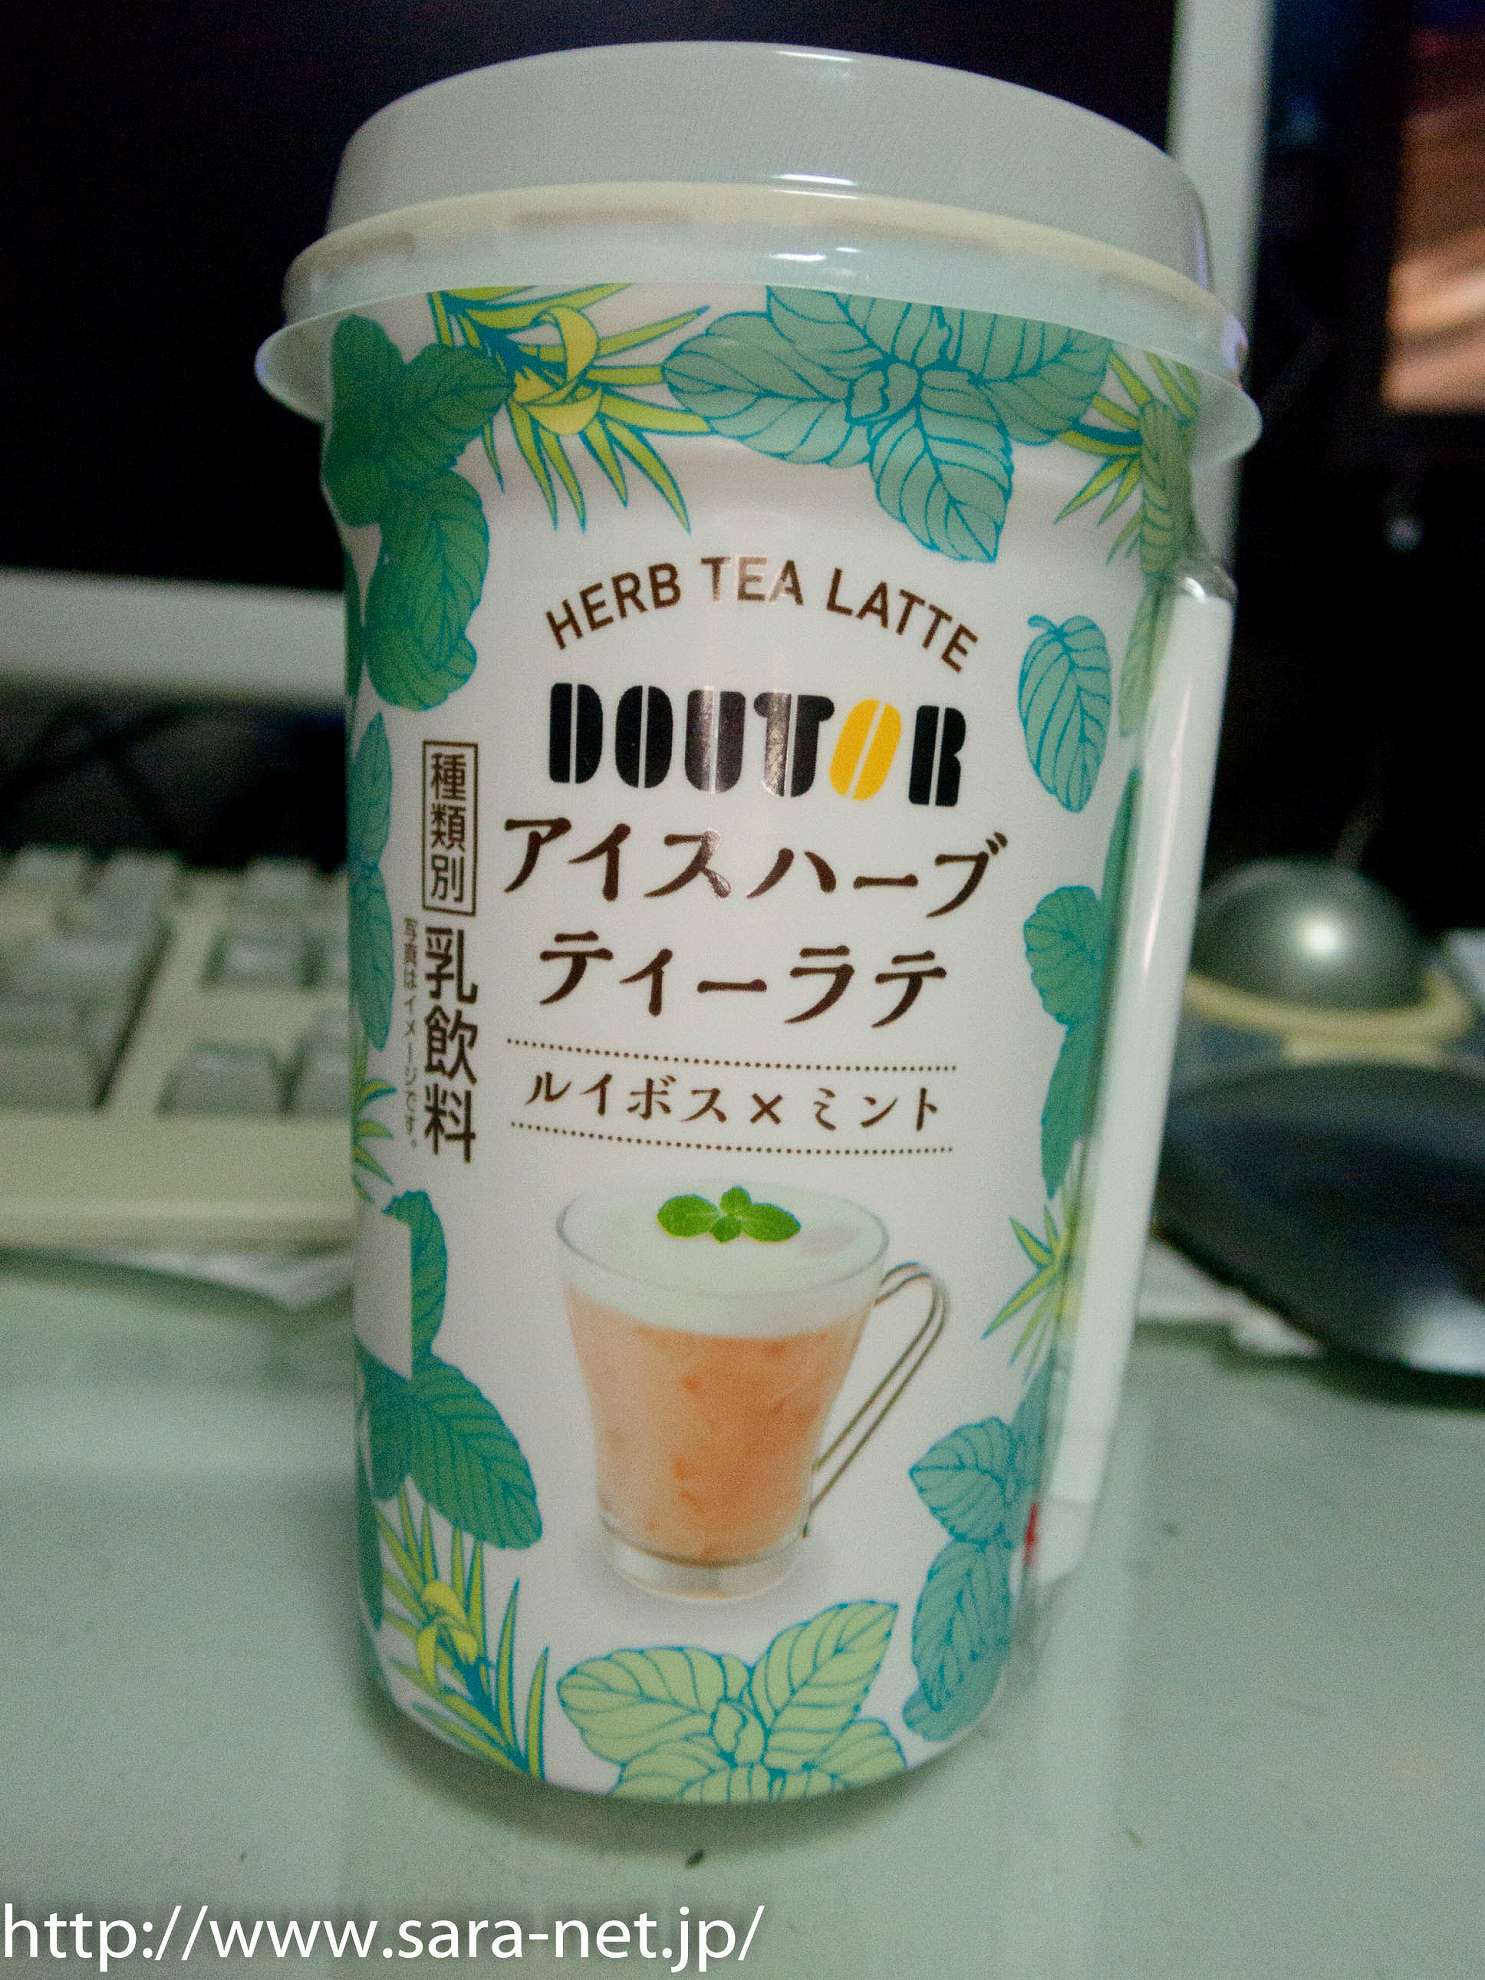 HERB TEA LATTE
DOUTOR
アイスハーブ
ティーラテ
ルイボス×ミント
種類別 乳飲料
写真はイメージです。
http://www.sara-net.jp/